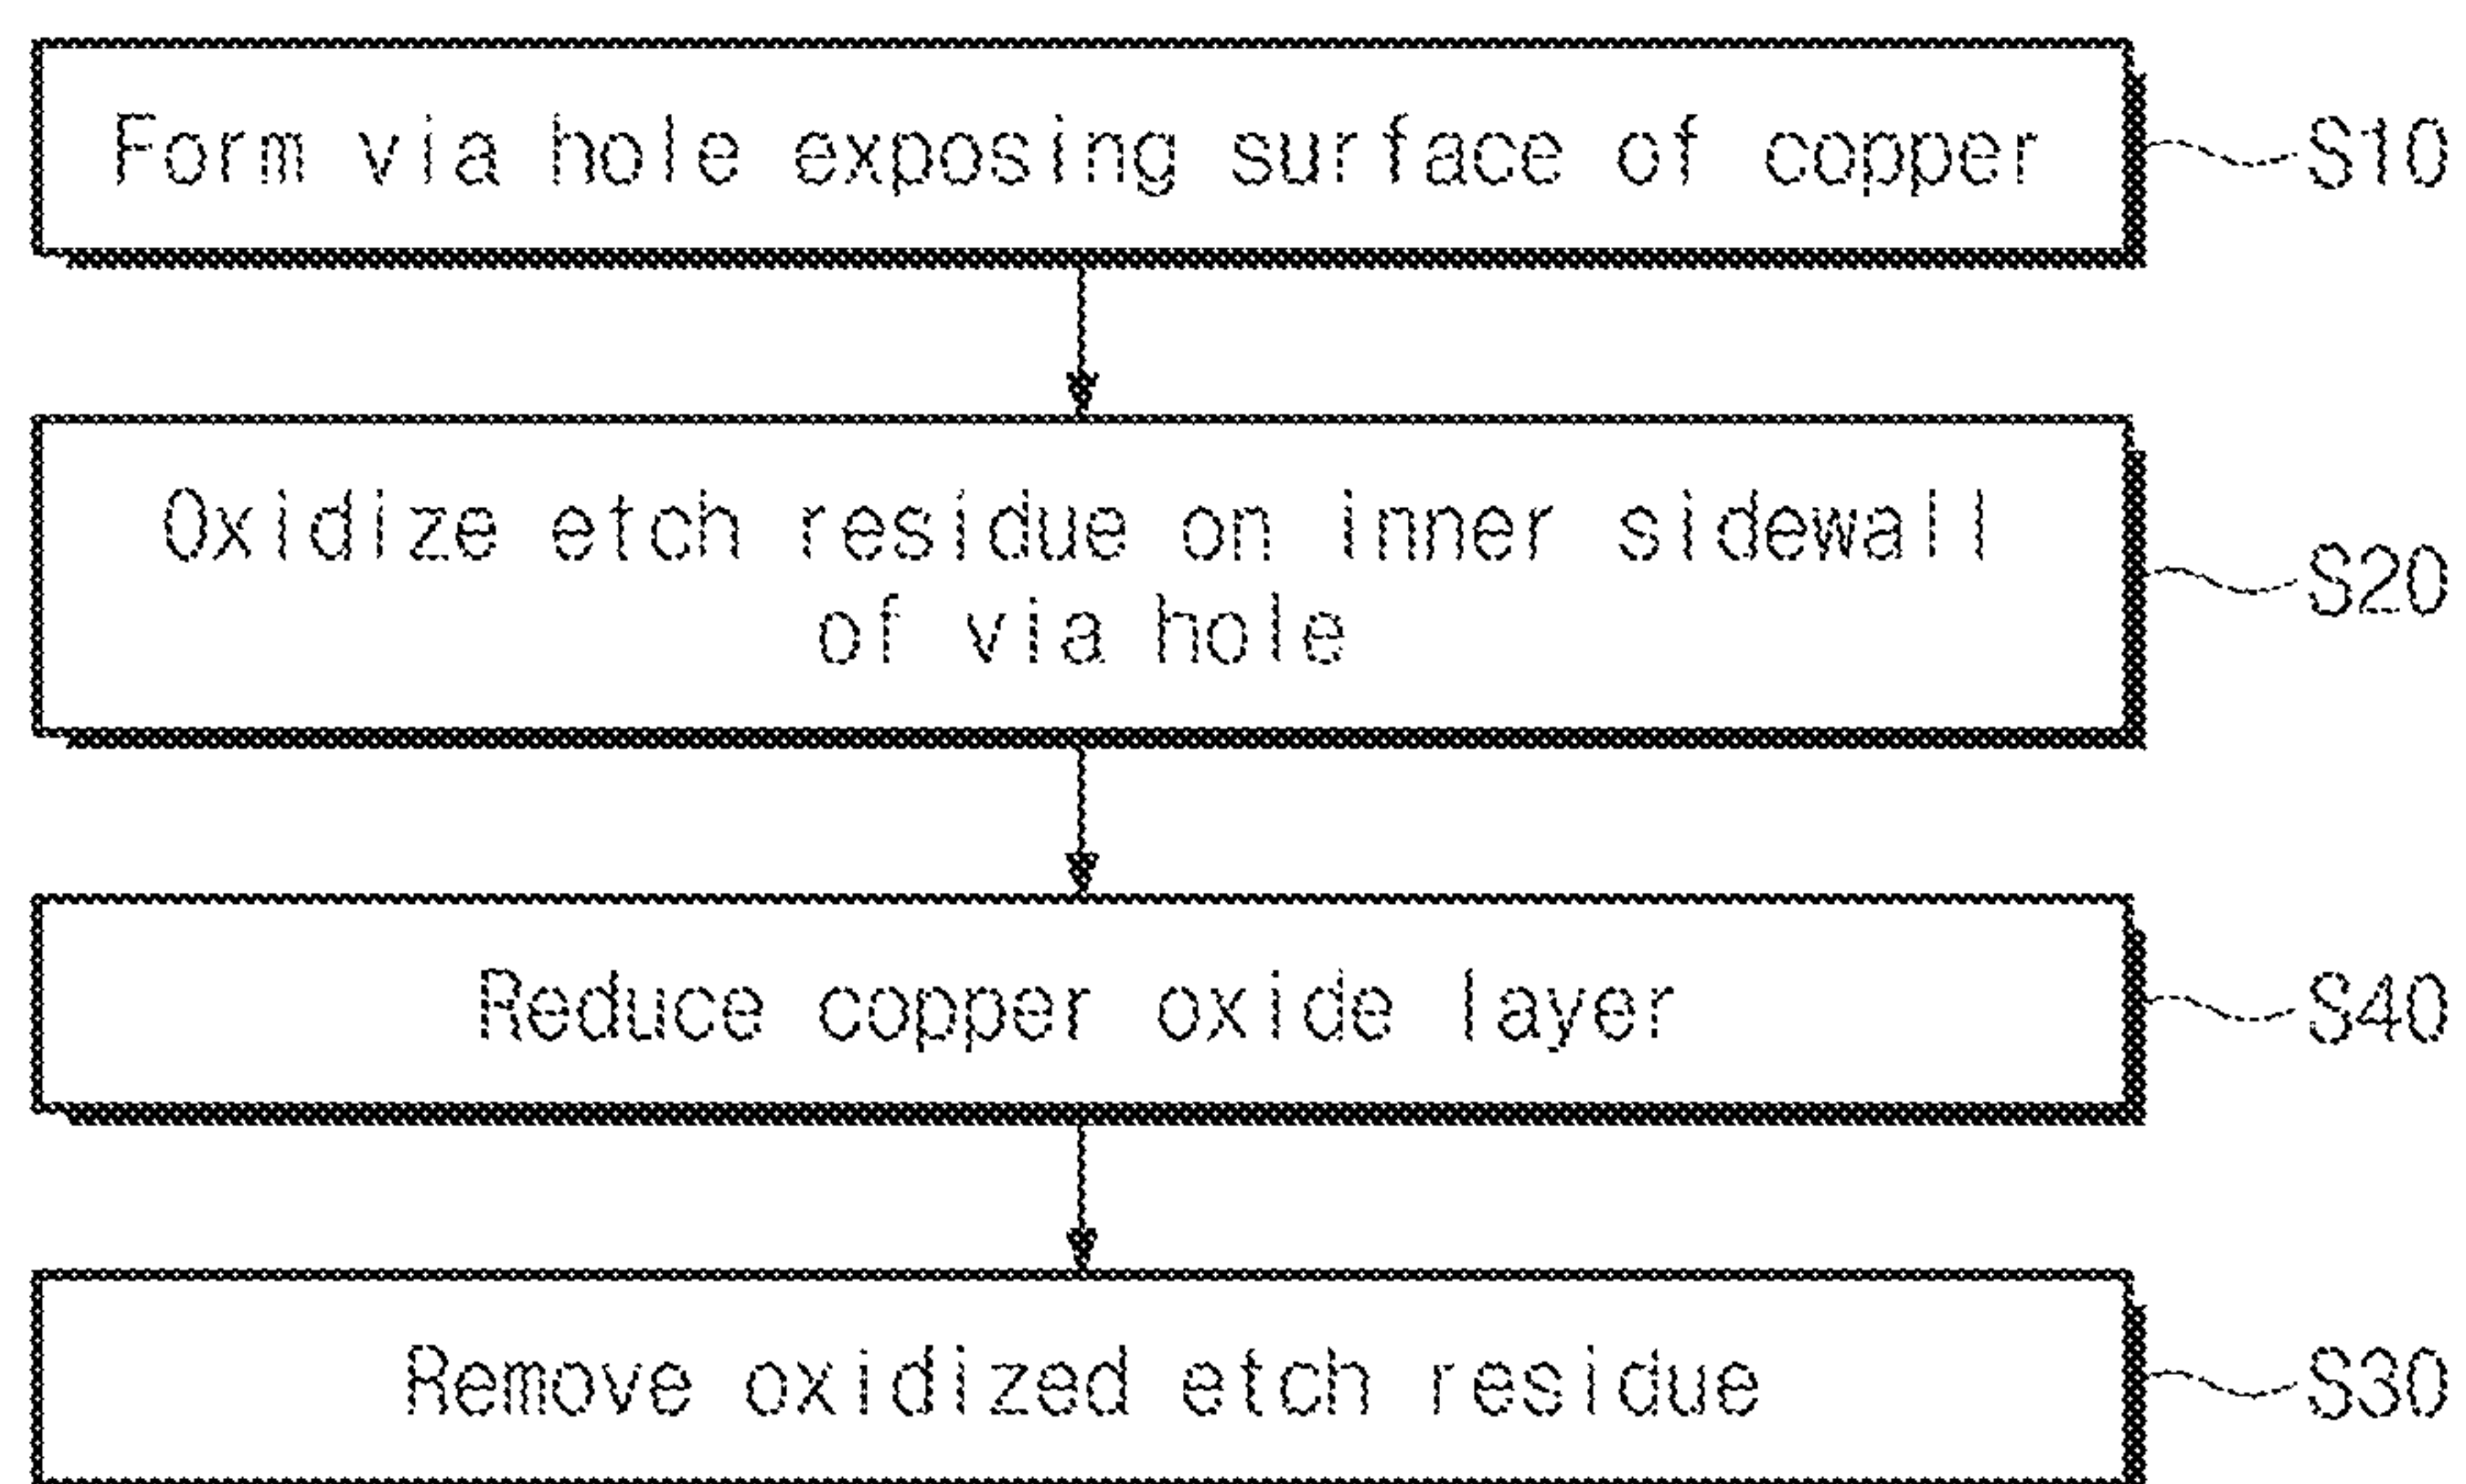 Form via hole exposing surface of copper
S10
Oxidize etch residue on inner sidewall
of via hole
S20
Reduce copper oxide layer
S40
Remove oxidized etch residue
S30